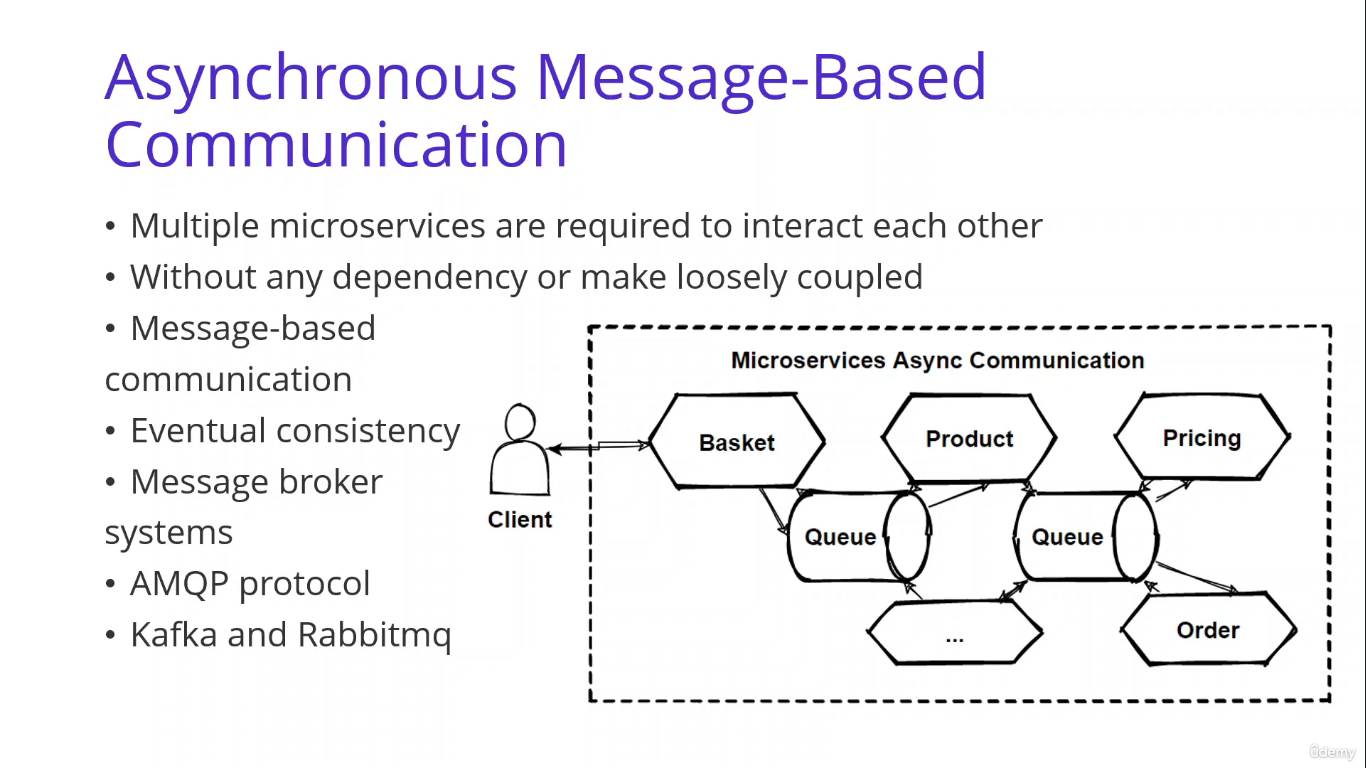 Asynchronous Message-Based
Communication
• Multiple microservices are required to interact each other
• Without any dependency or make loosely coupled
• Message-based
communication
• Eventual consistency
• Message broker
systems
• AMQP protocol
• Kafka and Rabbitmq
Microservices Async Communication
Basket
Product
Pricing
Client
Queue
Queue
...
Order
ûdemy